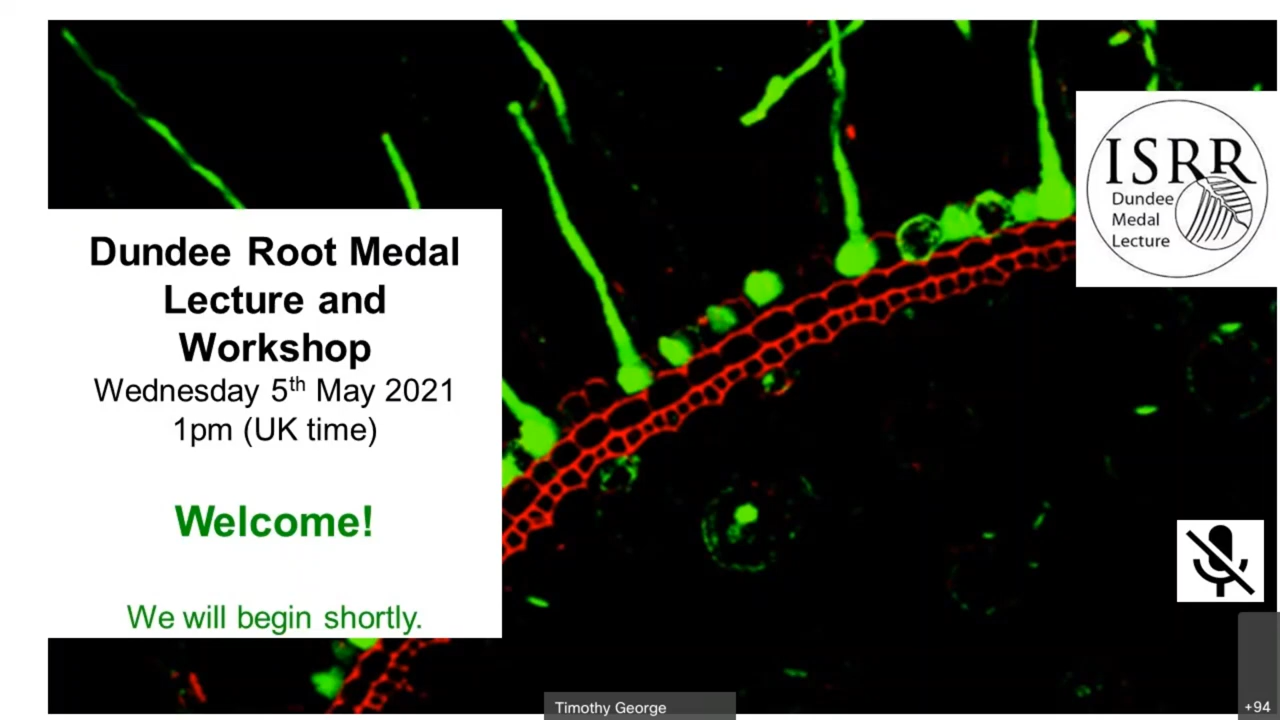 Dundee Root Medal
Lecture and
Workshop
Wednesday 5th May 2021
1pm (UK time)
Welcome!
We will begin shortly.
ISRR
Dundee
Medal
Lecture
Timothy George
+94